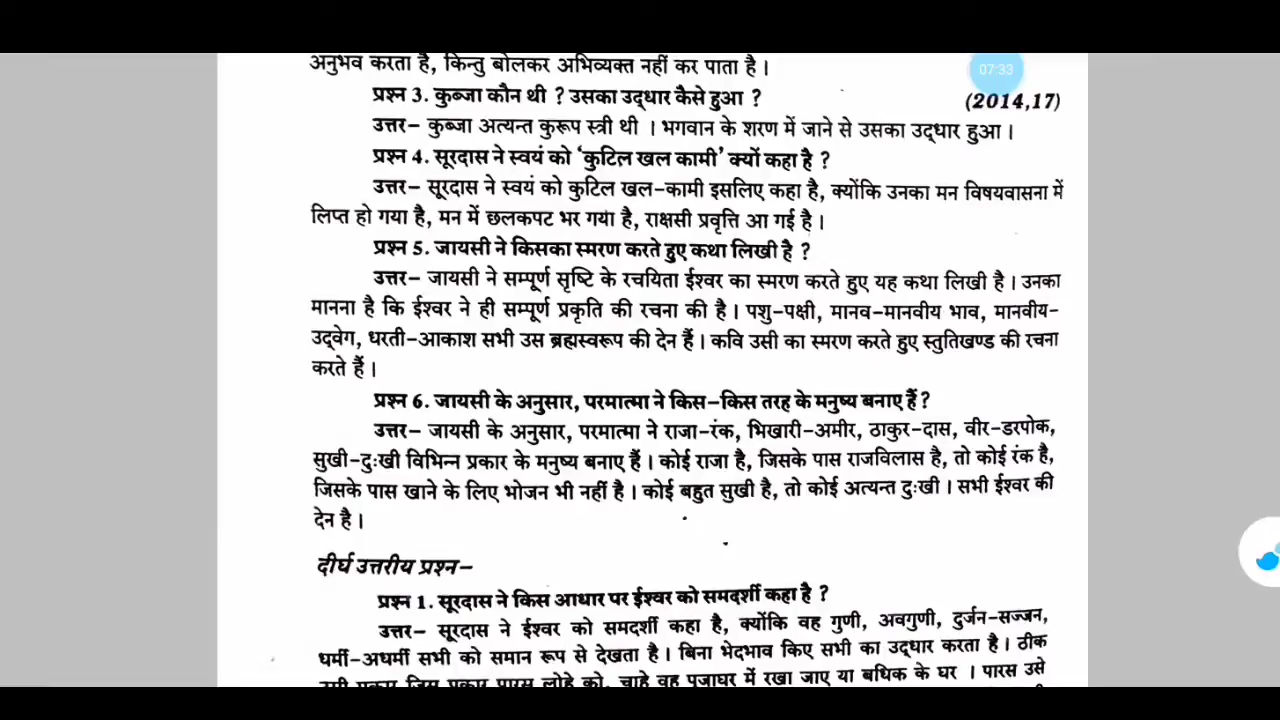 अनुभव करता है, किन्तु बोलकर अभिव्यक्त नहीं कर पाता है।
07:33
प्रश्न 3. कुब्जा कौन थी ? उसका उद्धार कैसे हुआ ? (2014,17)
उत्तर– कुब्जा अत्यन्त कुरूप स्त्री थी । भगवान के शरण में जाने से उसका उद्धार हुआ।
प्रश्न 4. सूरदास ने स्वयं को ‘कुटिल खल कामी’ क्यों कहा है ?
उत्तर– सूरदास ने स्वयं को कुटिल खल-कामी इसलिए कहा है, क्योंकि उनका मन विषयवासना में
लिप्त हो गया है, मन में छलकपट भर गया है, राक्षसी प्रवृत्ति आ गई है।
प्रश्न 5. जायसी ने किसका स्मरण करते हुए कथा लिखी है ?
उत्तर– जायसी ने सम्पूर्ण सृष्टि के रचयिता ईश्वर का स्मरण करते हुए यह कथा लिखी है। उनका
मानना है कि ईश्वर ने ही सम्पूर्ण प्रकृति की रचना की है। पशु-पक्षी, मानव-मानवीय भाव, मानवीय-
उद्वेग, धरती-आकाश सभी उस ब्रह्मस्वरूप की देन हैं। कवि उसी का स्मरण करते हुए स्तुतिखण्ड की रचना
करते हैं।
प्रश्न 6. जायसी के अनुसार, परमात्मा ने किस-किस तरह के मनुष्य बनाए हैं?
उत्तर– जायसी के अनुसार, परमात्मा ने राजा-रंक, भिखारी-अमीर, ठाकुर-दास, वीर-डरपोक,
सुखी-दुःखी विभिन्न प्रकार के मनुष्य बनाए हैं। कोई राजा है, जिसके पास राजविलास है, तो कोई रंक है,
जिसके पास खाने के लिए भोजन भी नहीं है। कोई बहुत सुखी है, तो कोई अत्यन्त दुःखी। सभी ईश्वर की
देन है।
दीर्घ उत्तरीय प्रश्न–
प्रश्न 1. सूरदास ने किस आधार पर ईश्वर को समदर्शी कहा है ?
उत्तर– सूरदास ने ईश्वर को समदर्शी कहा है, क्योंकि वह गुणी, अवगुणी, दुर्जन-सज्जन,
धर्मी-अधर्मी सभी को समान रूप से देखता है। बिना भेदभाव किए सभी का उद्धार करता है। ठीक
उसी प्रकार जिस प्रकार पारस लोहे को, चाहे वह पूजाघर में रखा जाए या बधिक के घर । पारस उसे